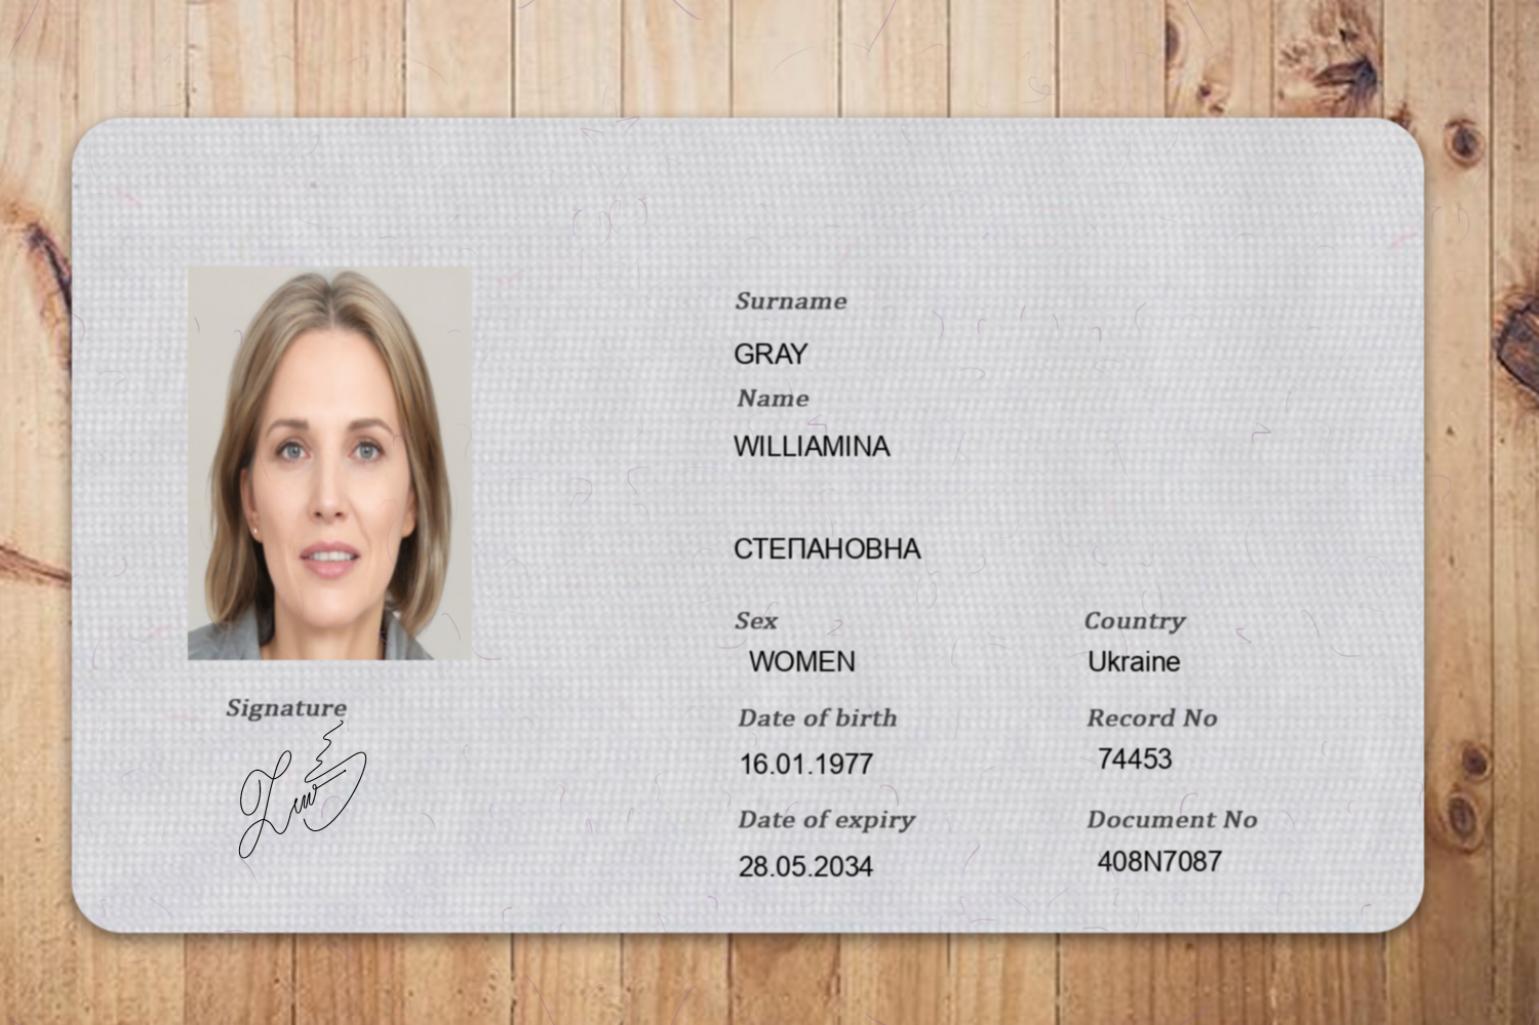 Surname
GRAY
Name
WILLIAMINA
СТЕПАНОВНА
Sex
Country
WOMEN
Ukraine
Date of birth
Record No
16.01.1977
74453
Date of expiry
Document No
28.05.2034
408N7087
Signature